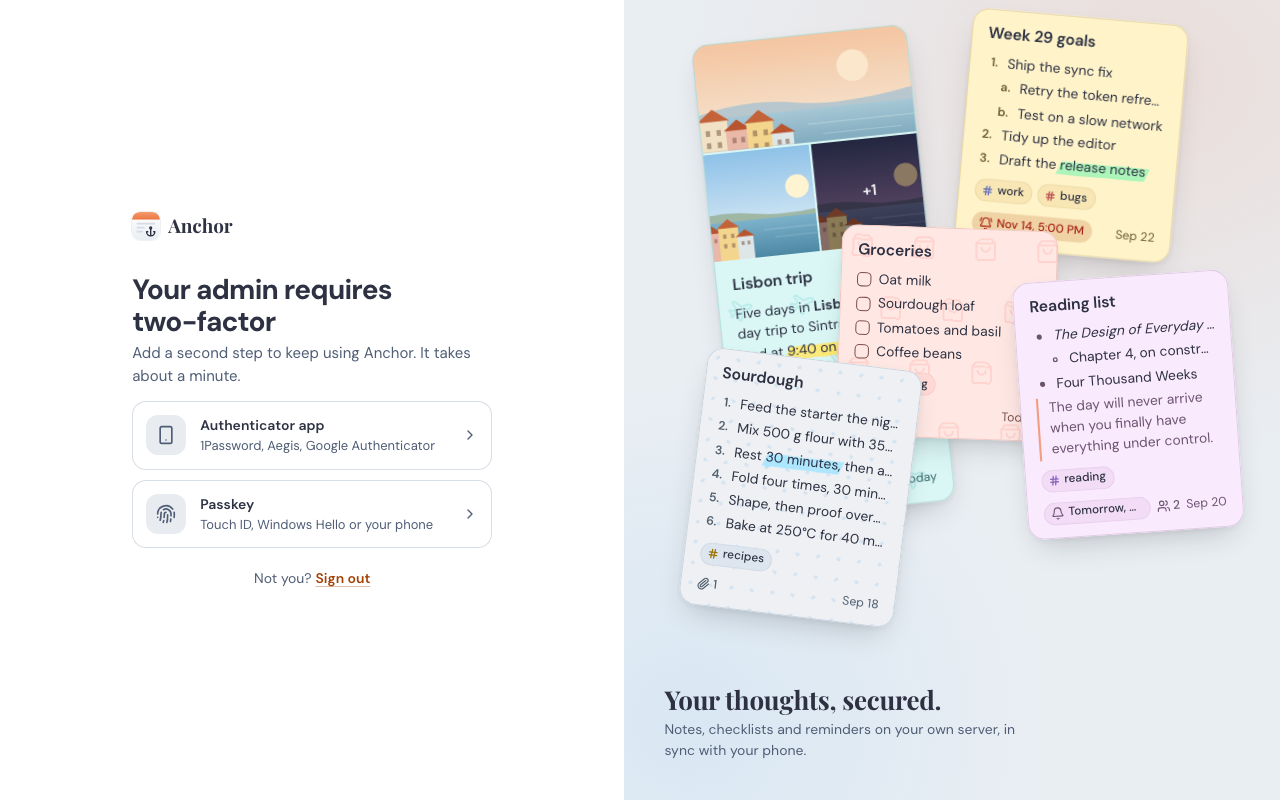 Anchor
Your admin requires
two-factor
Add a second step to keep using Anchor. It takes
about a minute.
Authenticator app
1Password, Aegis, Google Authenticator
Passkey
Touch ID, Windows Hello or your phone
Not you? Sign out
+1
Lisbon trip
Five days in Lisb
day trip to Sintr
at 9:40 on
Week 29 goals
1. Ship the sync fix
a. Retry the token refre...
b. Test on a slow network
2. Tidy up the editor
3. Draft the release notes
# work # bugs
Nov 14, 5:00 PM Sep 22
Groceries
Oat milk
Sourdough loaf
Tomatoes and basil
Coffee beans
Reading list
• The Design of Everyday ...
Chapter 4, on constr...
• Four Thousand Weeks
The day will never arrive
when you finally have
everything under control.
# reading
Tomorrow, ... 2 Sep 20
Sourdough
1. Feed the starter the nig...
2. Mix 500 g flour with 35...
3. Rest 30 minutes, then a...
4. Fold four times, 30 min...
5. Shape, then proof over...
6. Bake at 250°C for 40 m...
# recipes
1 Sep 18
Your thoughts, secured.
Notes, checklists and reminders on your own server, in
sync with your phone.